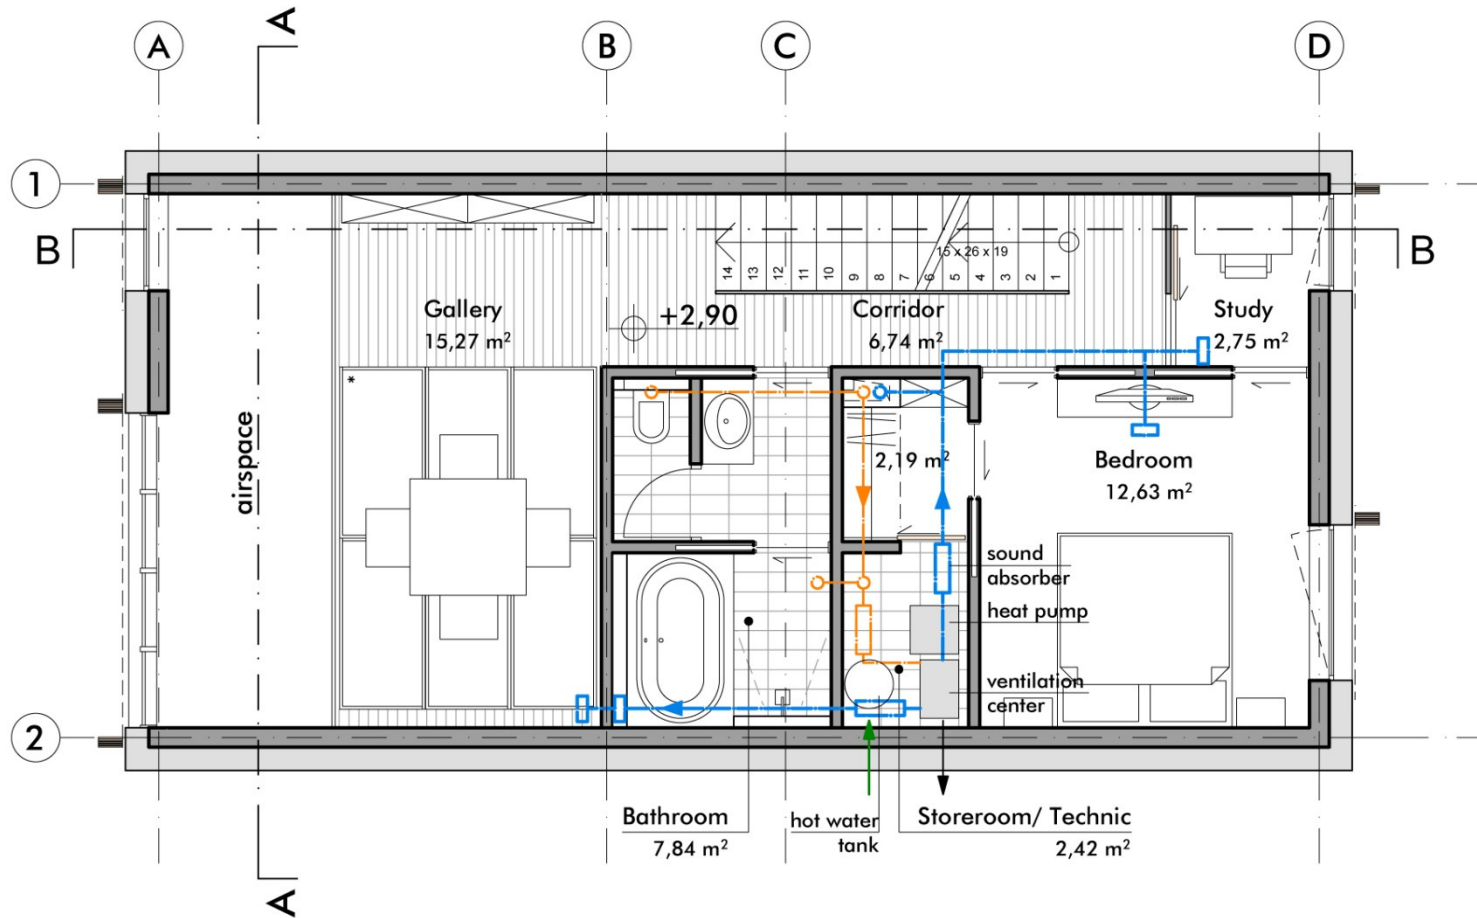 A
A
B
C
D
1
B
14 13 12 11 10 9 8 7 6 5 4 3 2 1
15 x 26 x 19
B
Gallery
15,27 m²
+2,90
Corridor
6,74 m²
Study
2,75 m²
*
airspace
2,19 m²
Bedroom
12,63 m²
sound
absorber
heat pump
ventilation
center
2
Bathroom
7,84 m²
hot water
tank
Storeroom/ Technic
2,42 m²
A